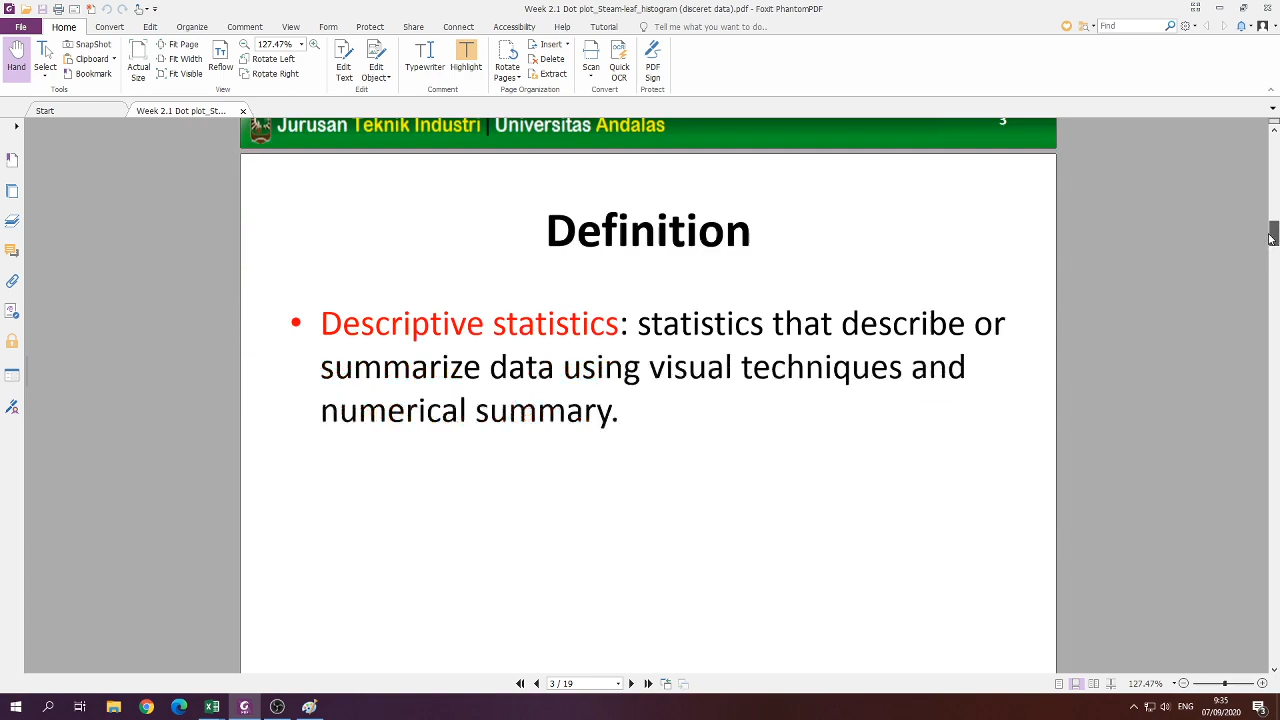 Week 2.1 Dot plot_Steam-leaf_histogram (disceret data).pdf - Foxit PhantomPDF
File Home Convert Edit Comment View Form Protect Share Connect Accessibility Help Tutorial Tell me what you want to do.. Find
SnapShot
Clipboard
Bookmark
Hand
Select
Tools
Actual Size
Fit Page
Fit Width
Fit Visible
Reflow
127.47%
Rotate Left
Rotate Right
View
Edit Text
Edit Object
Edit
Typewriter
Highlight
Comment
Rotate Pages
Insert
Delete
Extract
Page Organization
Scan
Quick OCR
Convert
PDF Sign
Protect
Start
Week 2.1 Dot plot_St...
Jurusan Teknik Industri | Universitas Andalas 3
Definition
• Descriptive statistics: statistics that describe or
summarize data using visual techniques and
numerical summary.
3 / 19
127.47%
ENG
9:35
07/09/2020